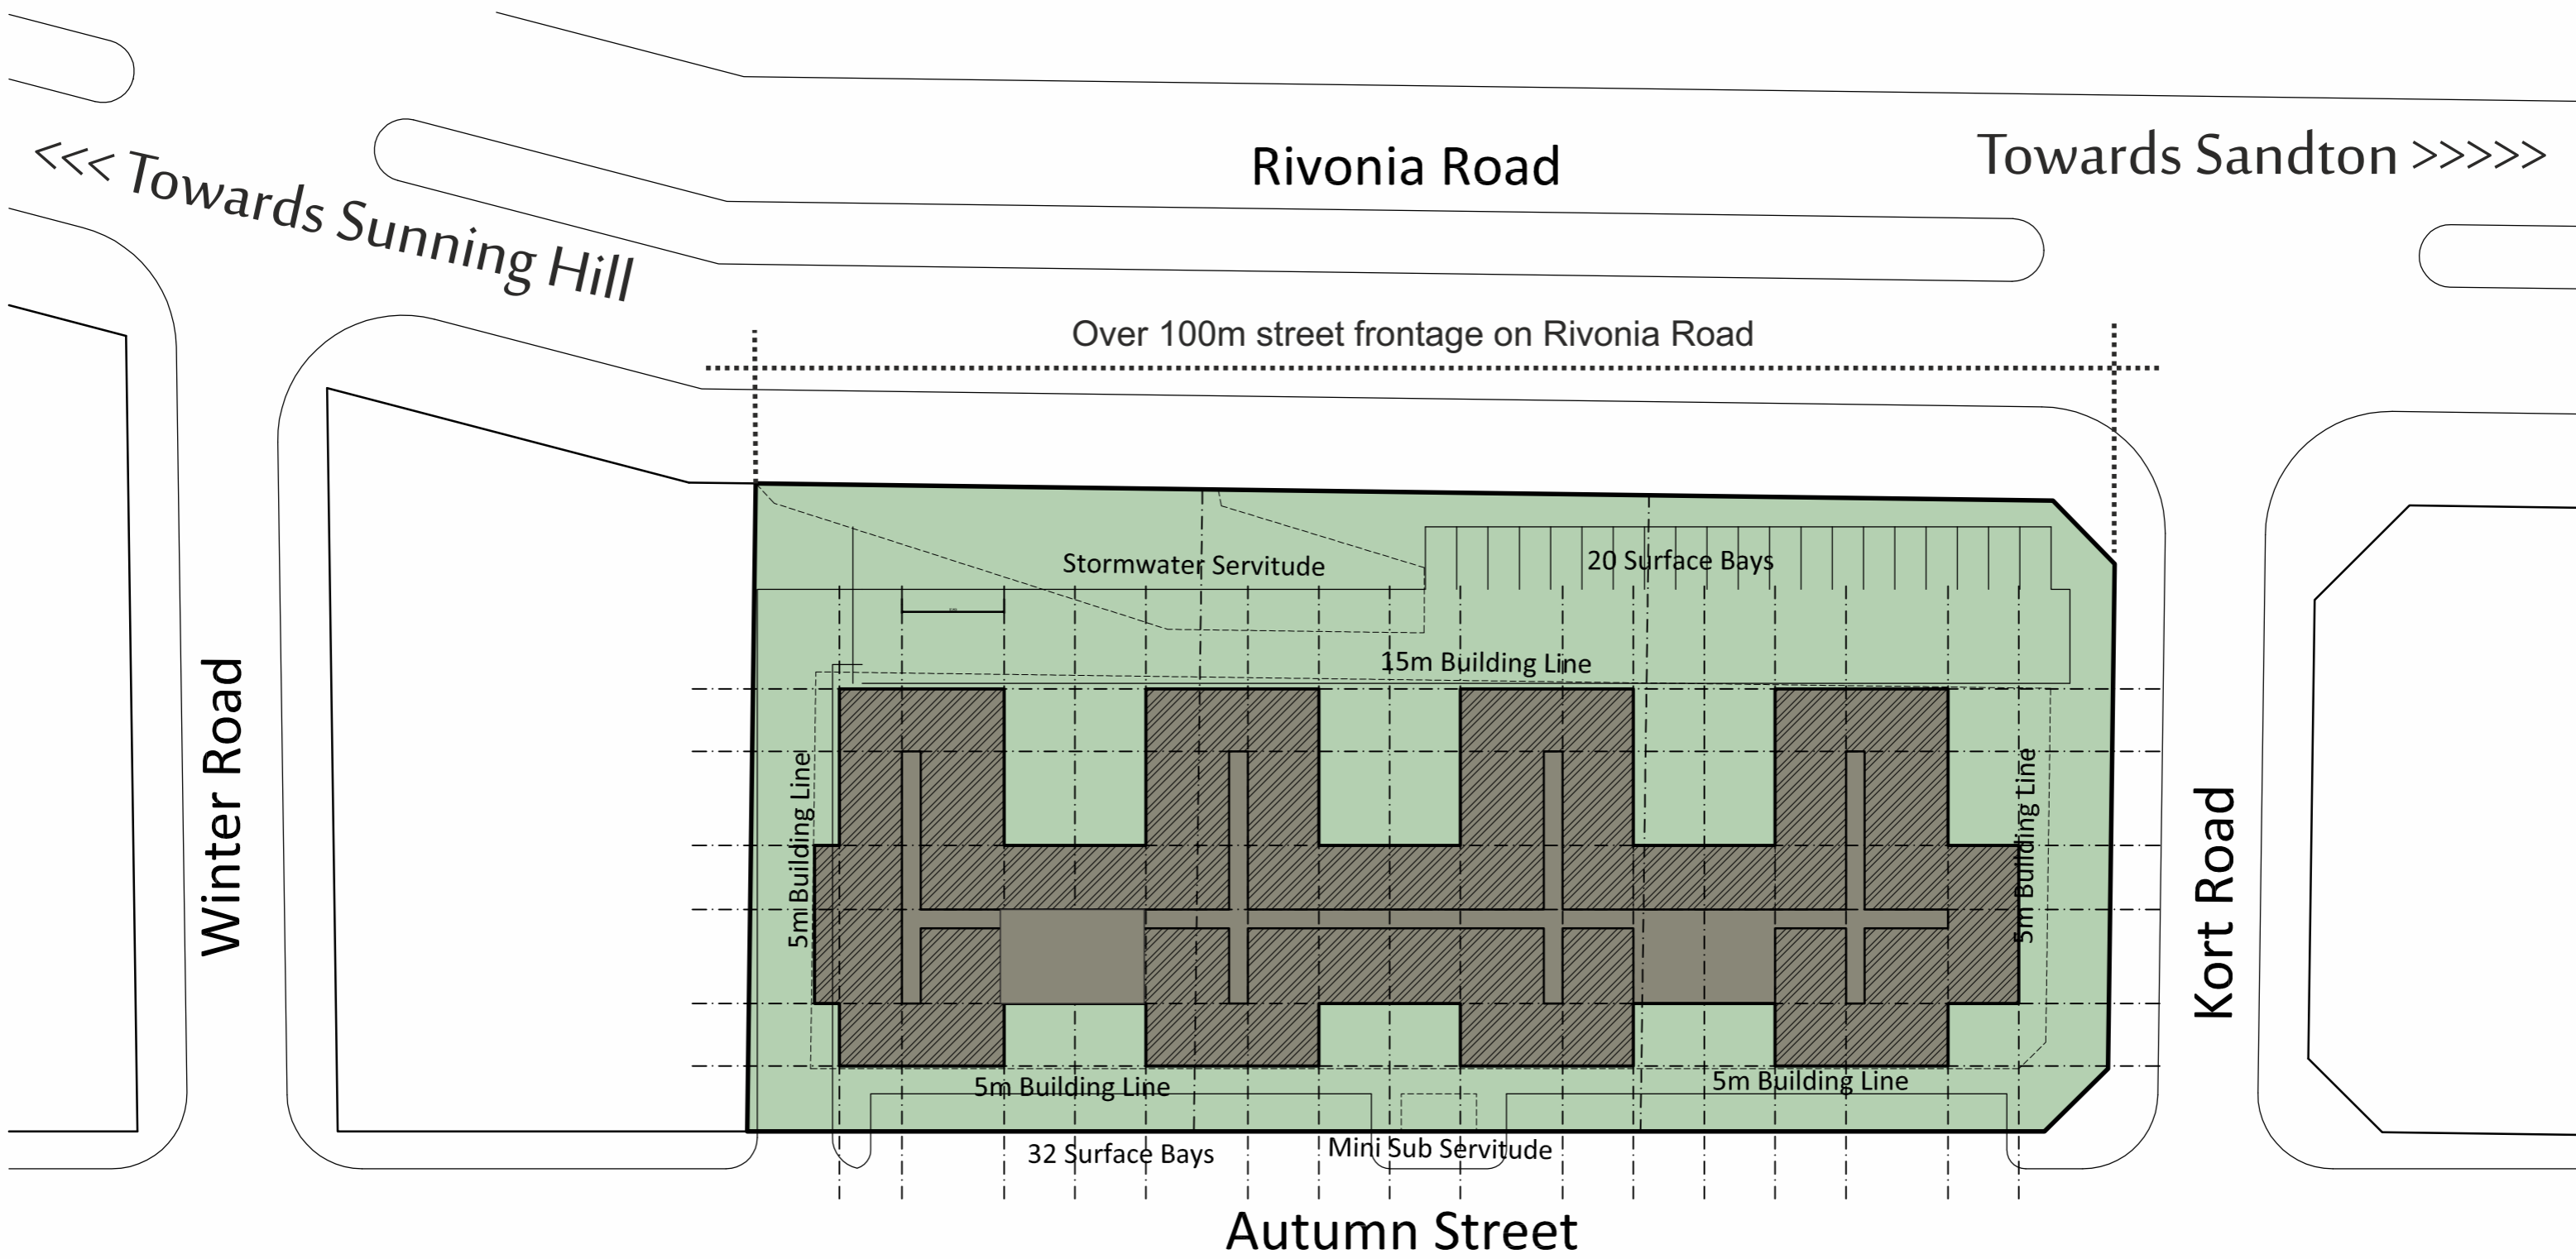 Rivonia Road
Towards Sandton >>>>>
<<< Towards Sunning Hill
Over 100m street frontage on Rivonia Road
Stormwater Servitude
20 Surface Bays
15m Building Line
5m Building Line
5m Building Line
Winter Road
Kort Road
5m Building Line
5m Building Line
32 Surface Bays
Mini Sub Servitude
Autumn Street